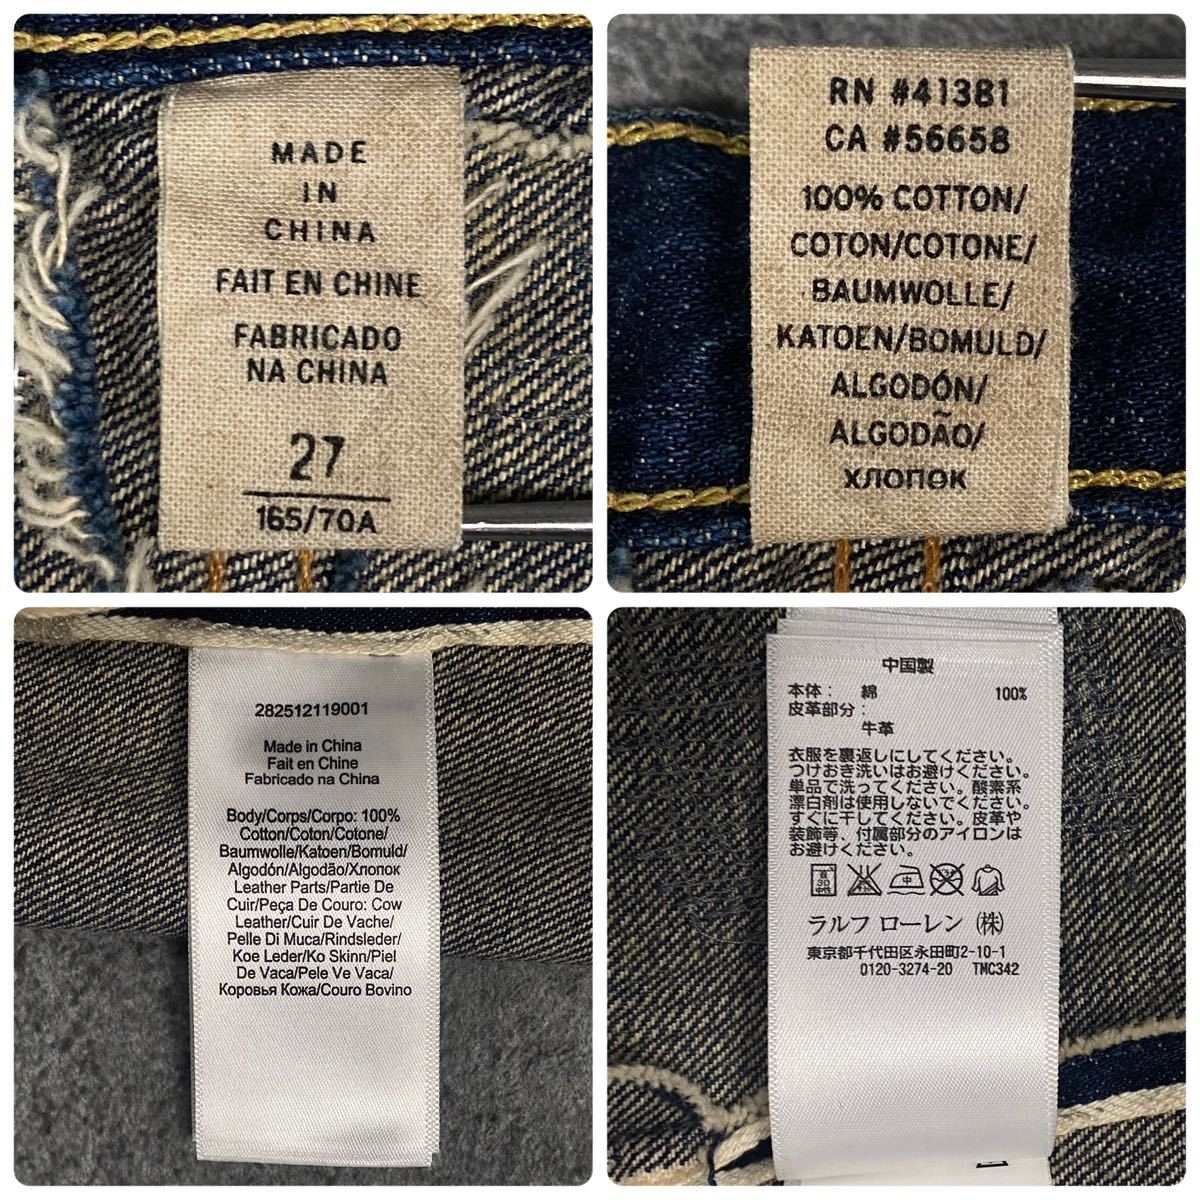 MADE
IN
CHINA
FAIT EN CHINE
FABRICADO
NA CHINA
27
165/70A
RN #41381
CA #56658
100% COTTON/
COTON/COTONE/
BAUMWOLLE/
KATOEN/BOMULD/
ALGODÓN/
ALGODÃO/
ХЛОПОК
282512119001
Made in China
Fait en Chine
Fabricado na China
Body/Corps/Corpo: 100%
Cotton/Coton/Cotone/
Baumwolle/Katoen/Bomuld/
Algodón/Algodão/Хлопок
Leather Parts/Partie De
Cuir/Peça De Couro: Cow
Leather/Cuir De Vache/
Pelle Di Muca/Rindsleder/
Koe Leder/Ko Skinn/Piel
De Vaca/Pele Ve Vaca/
Коровья Кожа/Couro Bovino
中国製
本体： 綿 100%
皮革部分：
牛革
衣服を裏返しにしてください。
つけおき洗いはお避けください。
単品で洗ってください。酸素系
漂白剤は使用しないでください。
すぐに干してください。皮革や
装飾等、付属部分のアイロンは
お避けください。
中
ラルフ ローレン（株）
東京都千代田区永田町2-10-1
0120-3274-20 TMC342